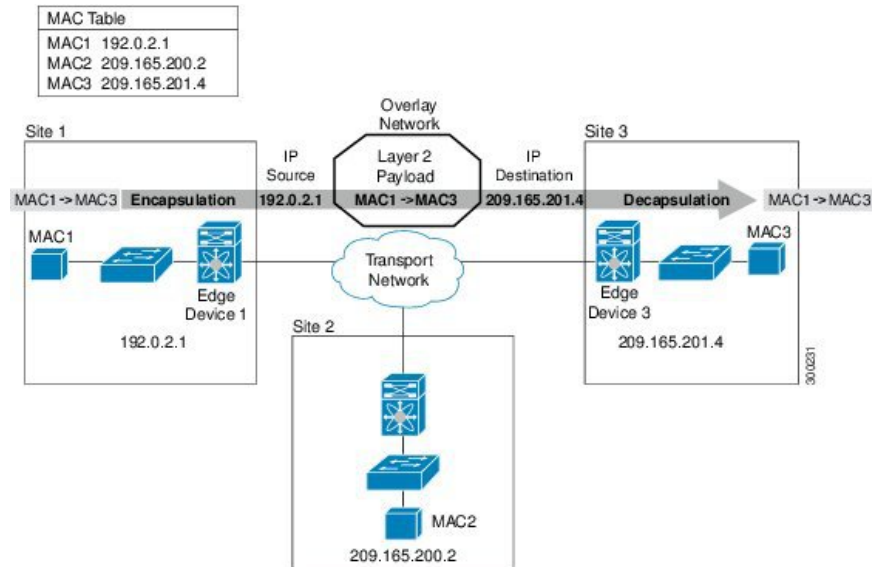 MAC Table
MAC1 192.0.2.1
MAC2 209.165.200.2
MAC3 209.165.201.4
Overlay
Network
Site 1
Site 3
IP
Source
Layer 2
Payload
IP
Destination
MAC1 ->MAC3
Encapsulation
192.0.2.1
MAC1 ->MAC3
209.165.201.4
Decapsulation
MAC1 ->MAC3
MAC1
Edge
Device 1
192.0.2.1
Transport
Network
MAC3
Edge
Device 3
209.165.201.4
300231
Site 2
MAC2
209.165.200.2